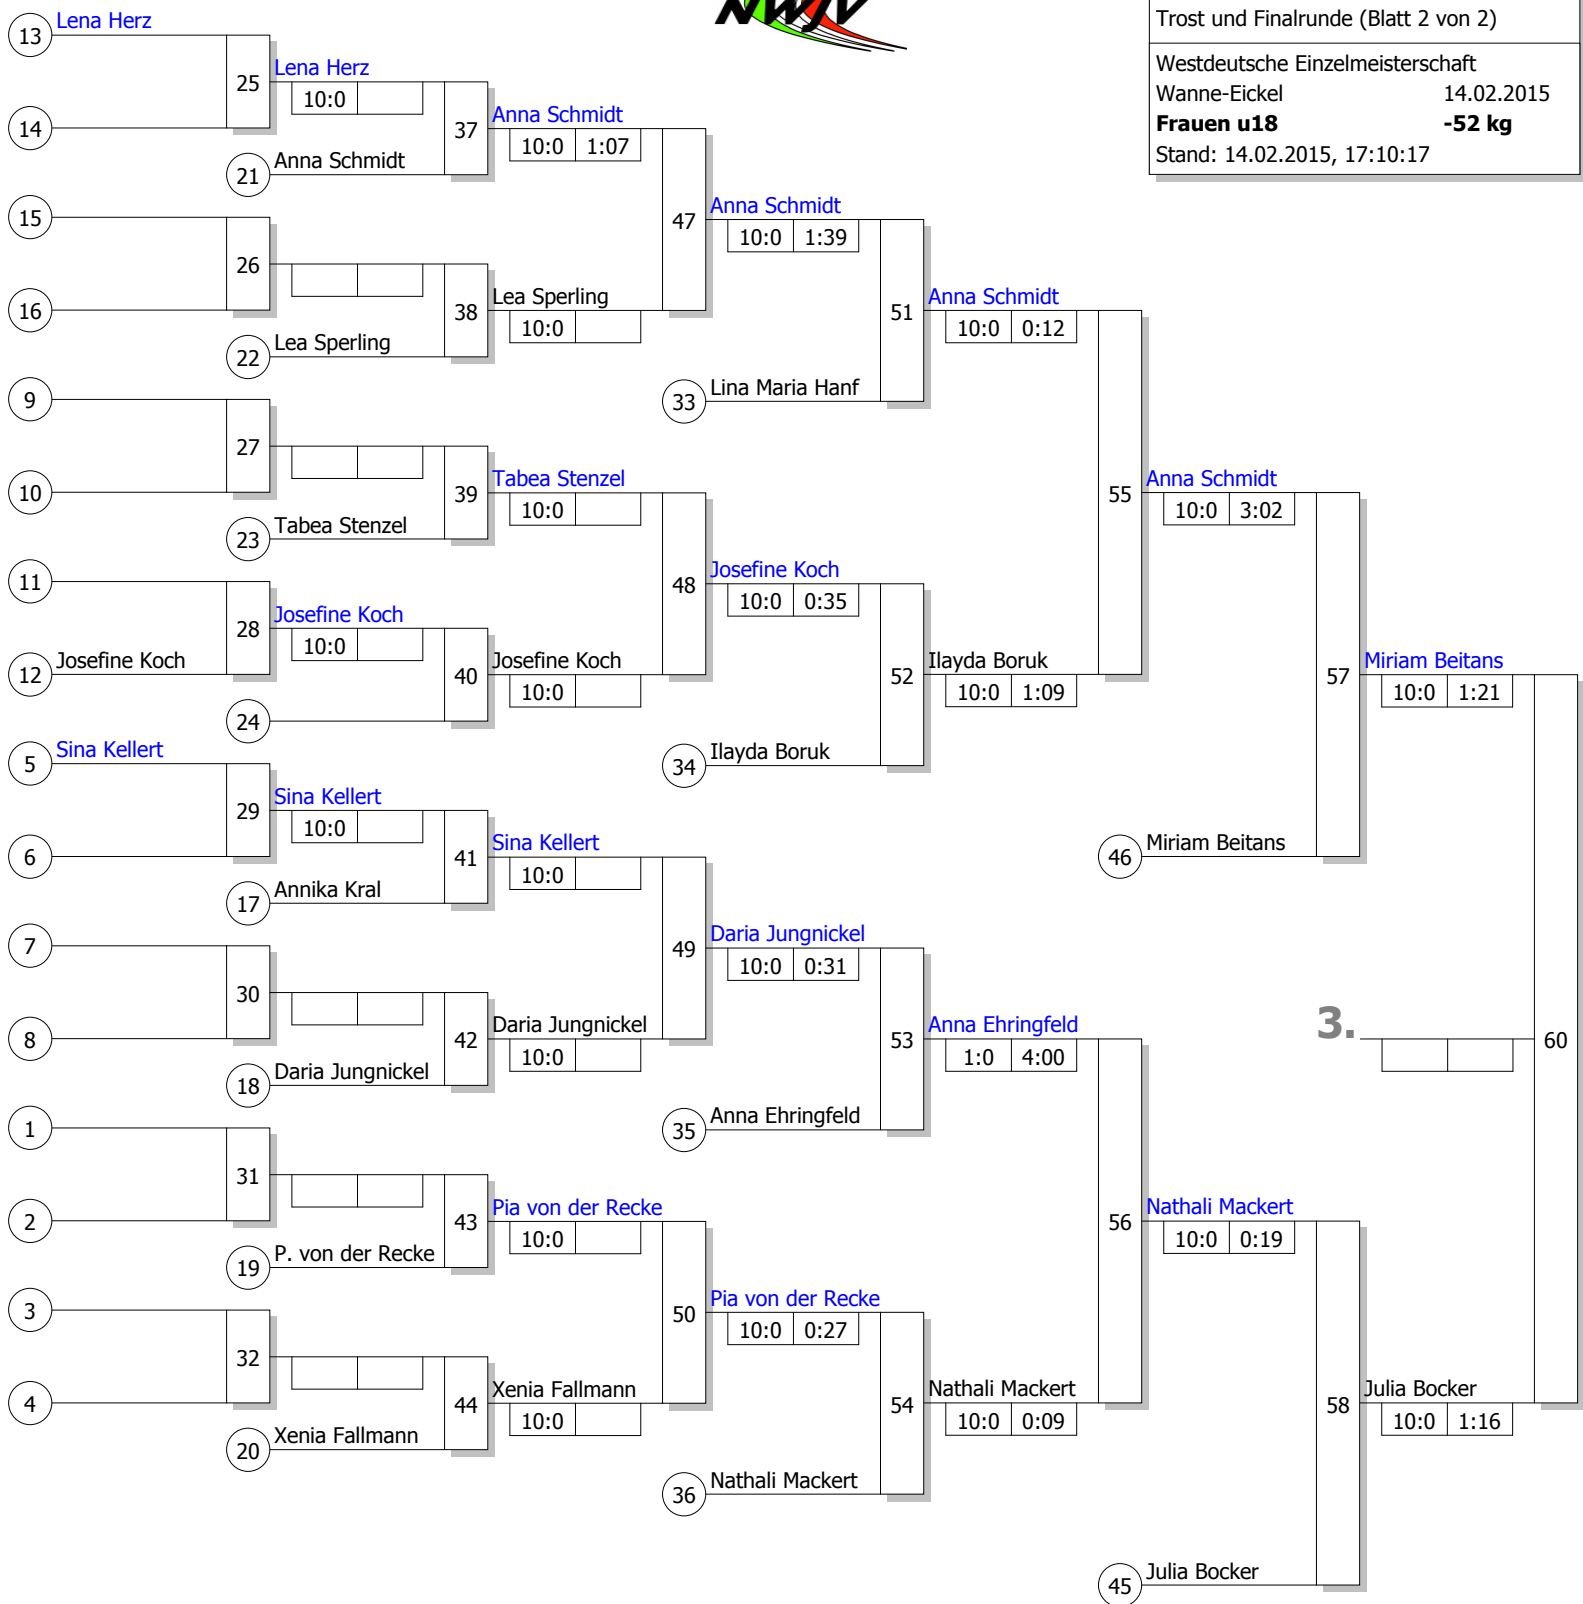 NWJV
Trost und Finalrunde (Blatt 2 von 2)
Westdeutsche Einzelmeisterschaft
Wanne-Eickel 14.02.2015
Frauen u18 -52 kg
Stand: 14.02.2015, 17:10:17
13 Lena Herz
25 Lena Herz
10:0
14
37 Anna Schmidt
10:0 1:07
21 Anna Schmidt
15
47 Anna Schmidt
10:0 1:39
26
16
38 Lea Sperling
10:0
22 Lea Sperling
51 Anna Schmidt
10:0 0:12
9
33 Lina Maria Hanf
27
10
39 Tabea Stenzel
10:0
23 Tabea Stenzel
55 Anna Schmidt
10:0 3:02
11
48 Josefine Koch
10:0 0:35
28 Josefine Koch
10:0
12 Josefine Koch
40 Josefine Koch
10:0
24
52 Ilayda Boruk
10:0 1:09
57 Miriam Beitans
10:0 1:21
5 Sina Kellert
34 Ilayda Boruk
29 Sina Kellert
10:0
6
41 Sina Kellert
10:0
46 Miriam Beitans
17 Annika Kral
7
49 Daria Jungnickel
10:0 0:31
30
8
42 Daria Jungnickel
10:0
18 Daria Jungnickel
53 Anna Ehringfeld
1:0 4:00
3.
60
1
35 Anna Ehringfeld
31
2
43 Pia von der Recke
10:0
19 P. von der Recke
56 Nathali Mackert
10:0 0:19
3
50 Pia von der Recke
10:0 0:27
32
4
44 Xenia Fallmann
10:0
20 Xenia Fallmann
54 Nathali Mackert
10:0 0:09
58 Julia Bocker
10:0 1:16
36 Nathali Mackert
45 Julia Bocker